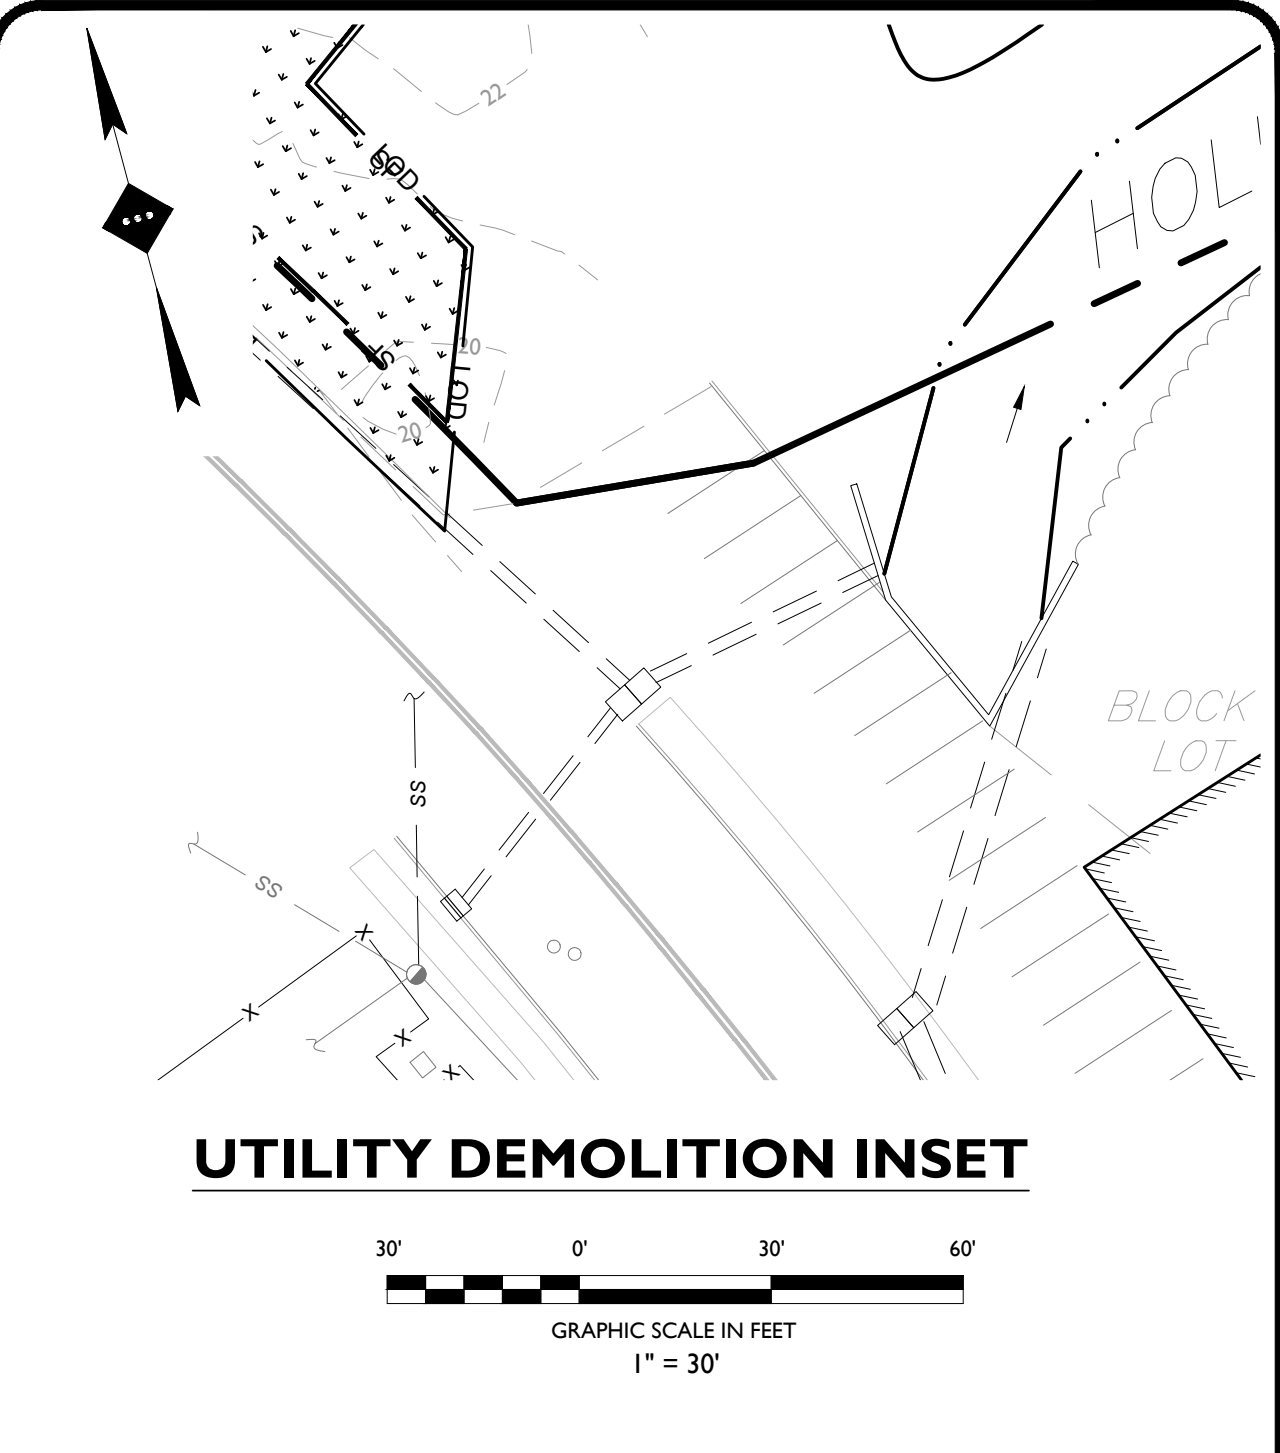 22
LOD
20
LOD
20
HOL
BLOCK
LOT
SS
SS
X
X
X
X
UTILITY DEMOLITION INSET
30' 0' 30' 60'
GRAPHIC SCALE IN FEET
1" = 30'